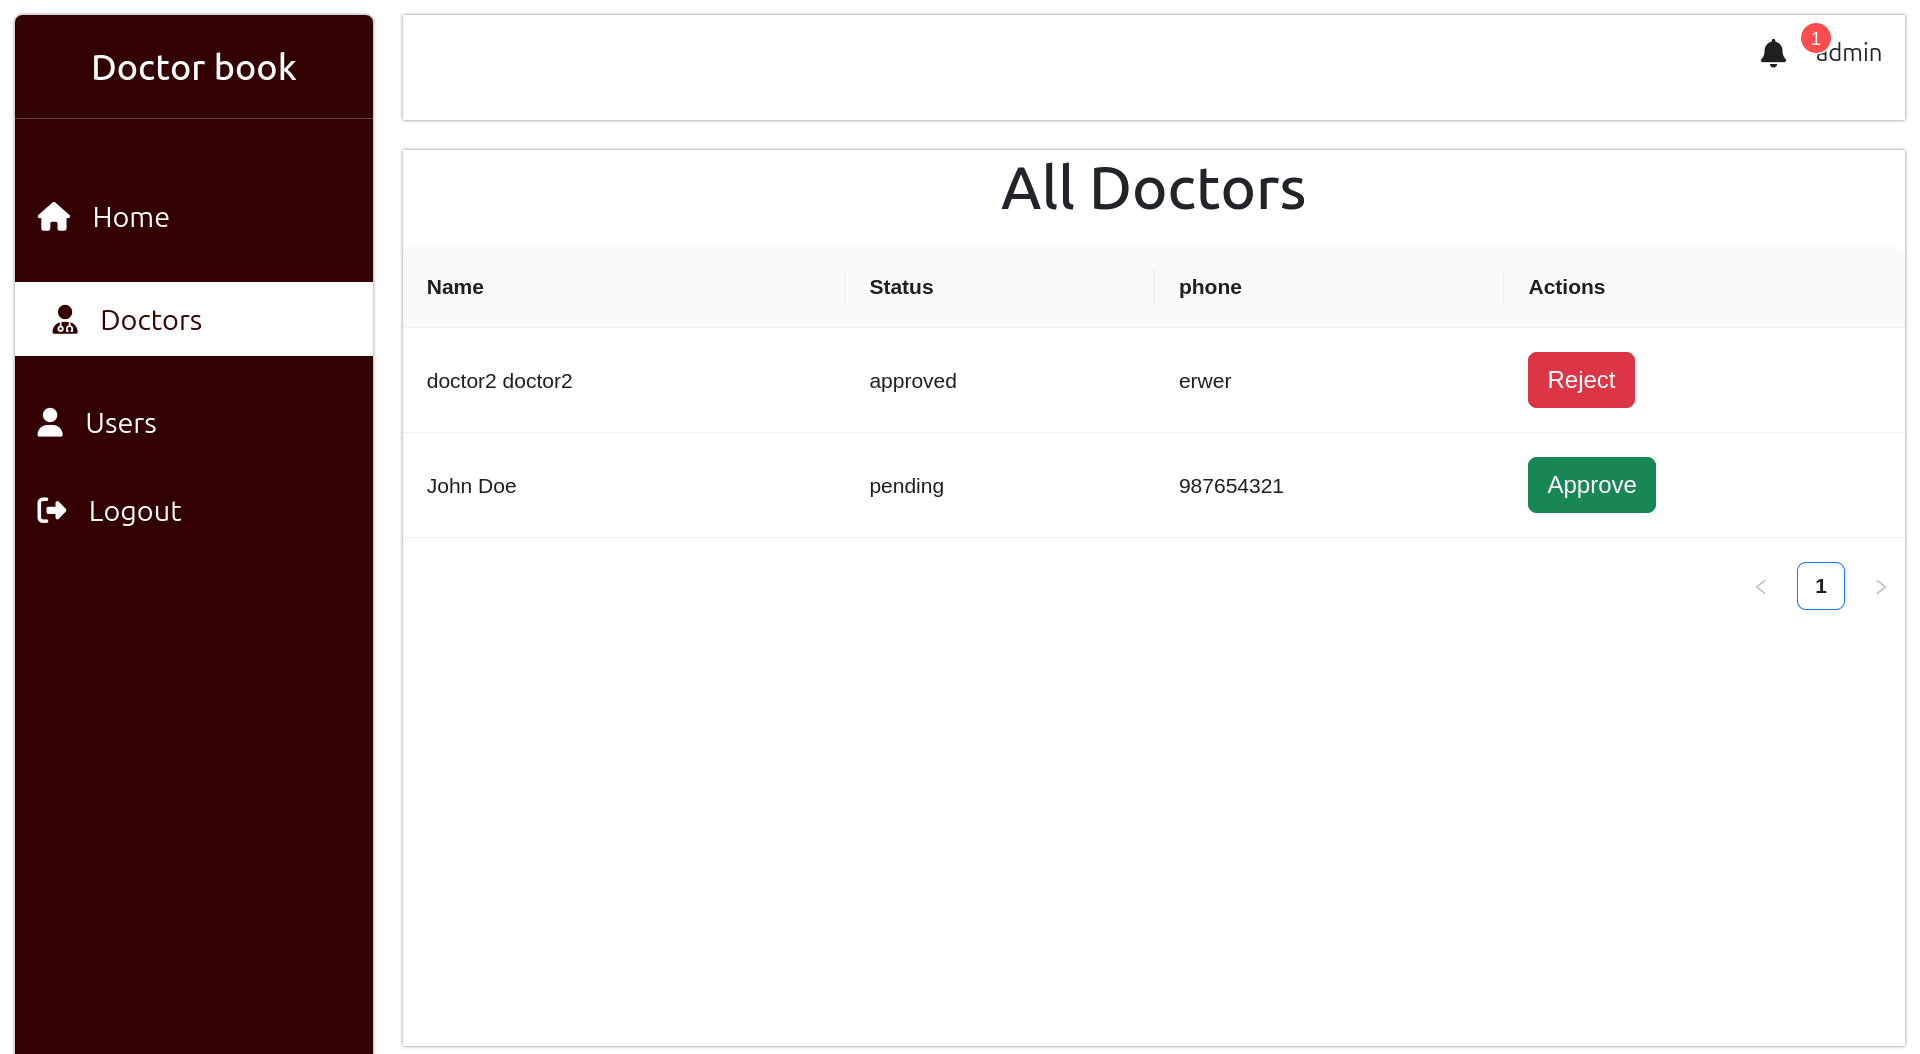 Doctor book
Home
Doctors
Users
Logout
1
admin
All Doctors
Name Status phone Actions
doctor2 doctor2 approved erwer Reject
John Doe pending 987654321 Approve
1